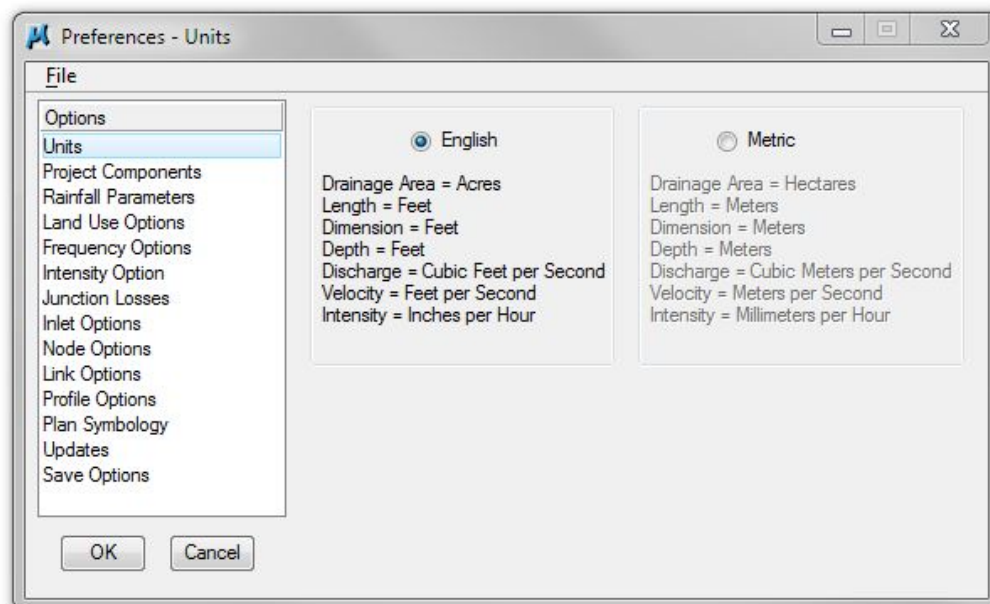 Preferences - Units
File
Options
Units
Project Components
Rainfall Parameters
Land Use Options
Frequency Options
Intensity Option
Junction Losses
Inlet Options
Node Options
Link Options
Profile Options
Plan Symbology
Updates
Save Options
English
Drainage Area = Acres
Length = Feet
Dimension = Feet
Depth = Feet
Discharge = Cubic Feet per Second
Velocity = Feet per Second
Intensity = Inches per Hour
Metric
Drainage Area = Hectares
Length = Meters
Dimension = Meters
Depth = Meters
Discharge = Cubic Meters per Second
Velocity = Meters per Second
Intensity = Millimeters per Hour
OK
Cancel